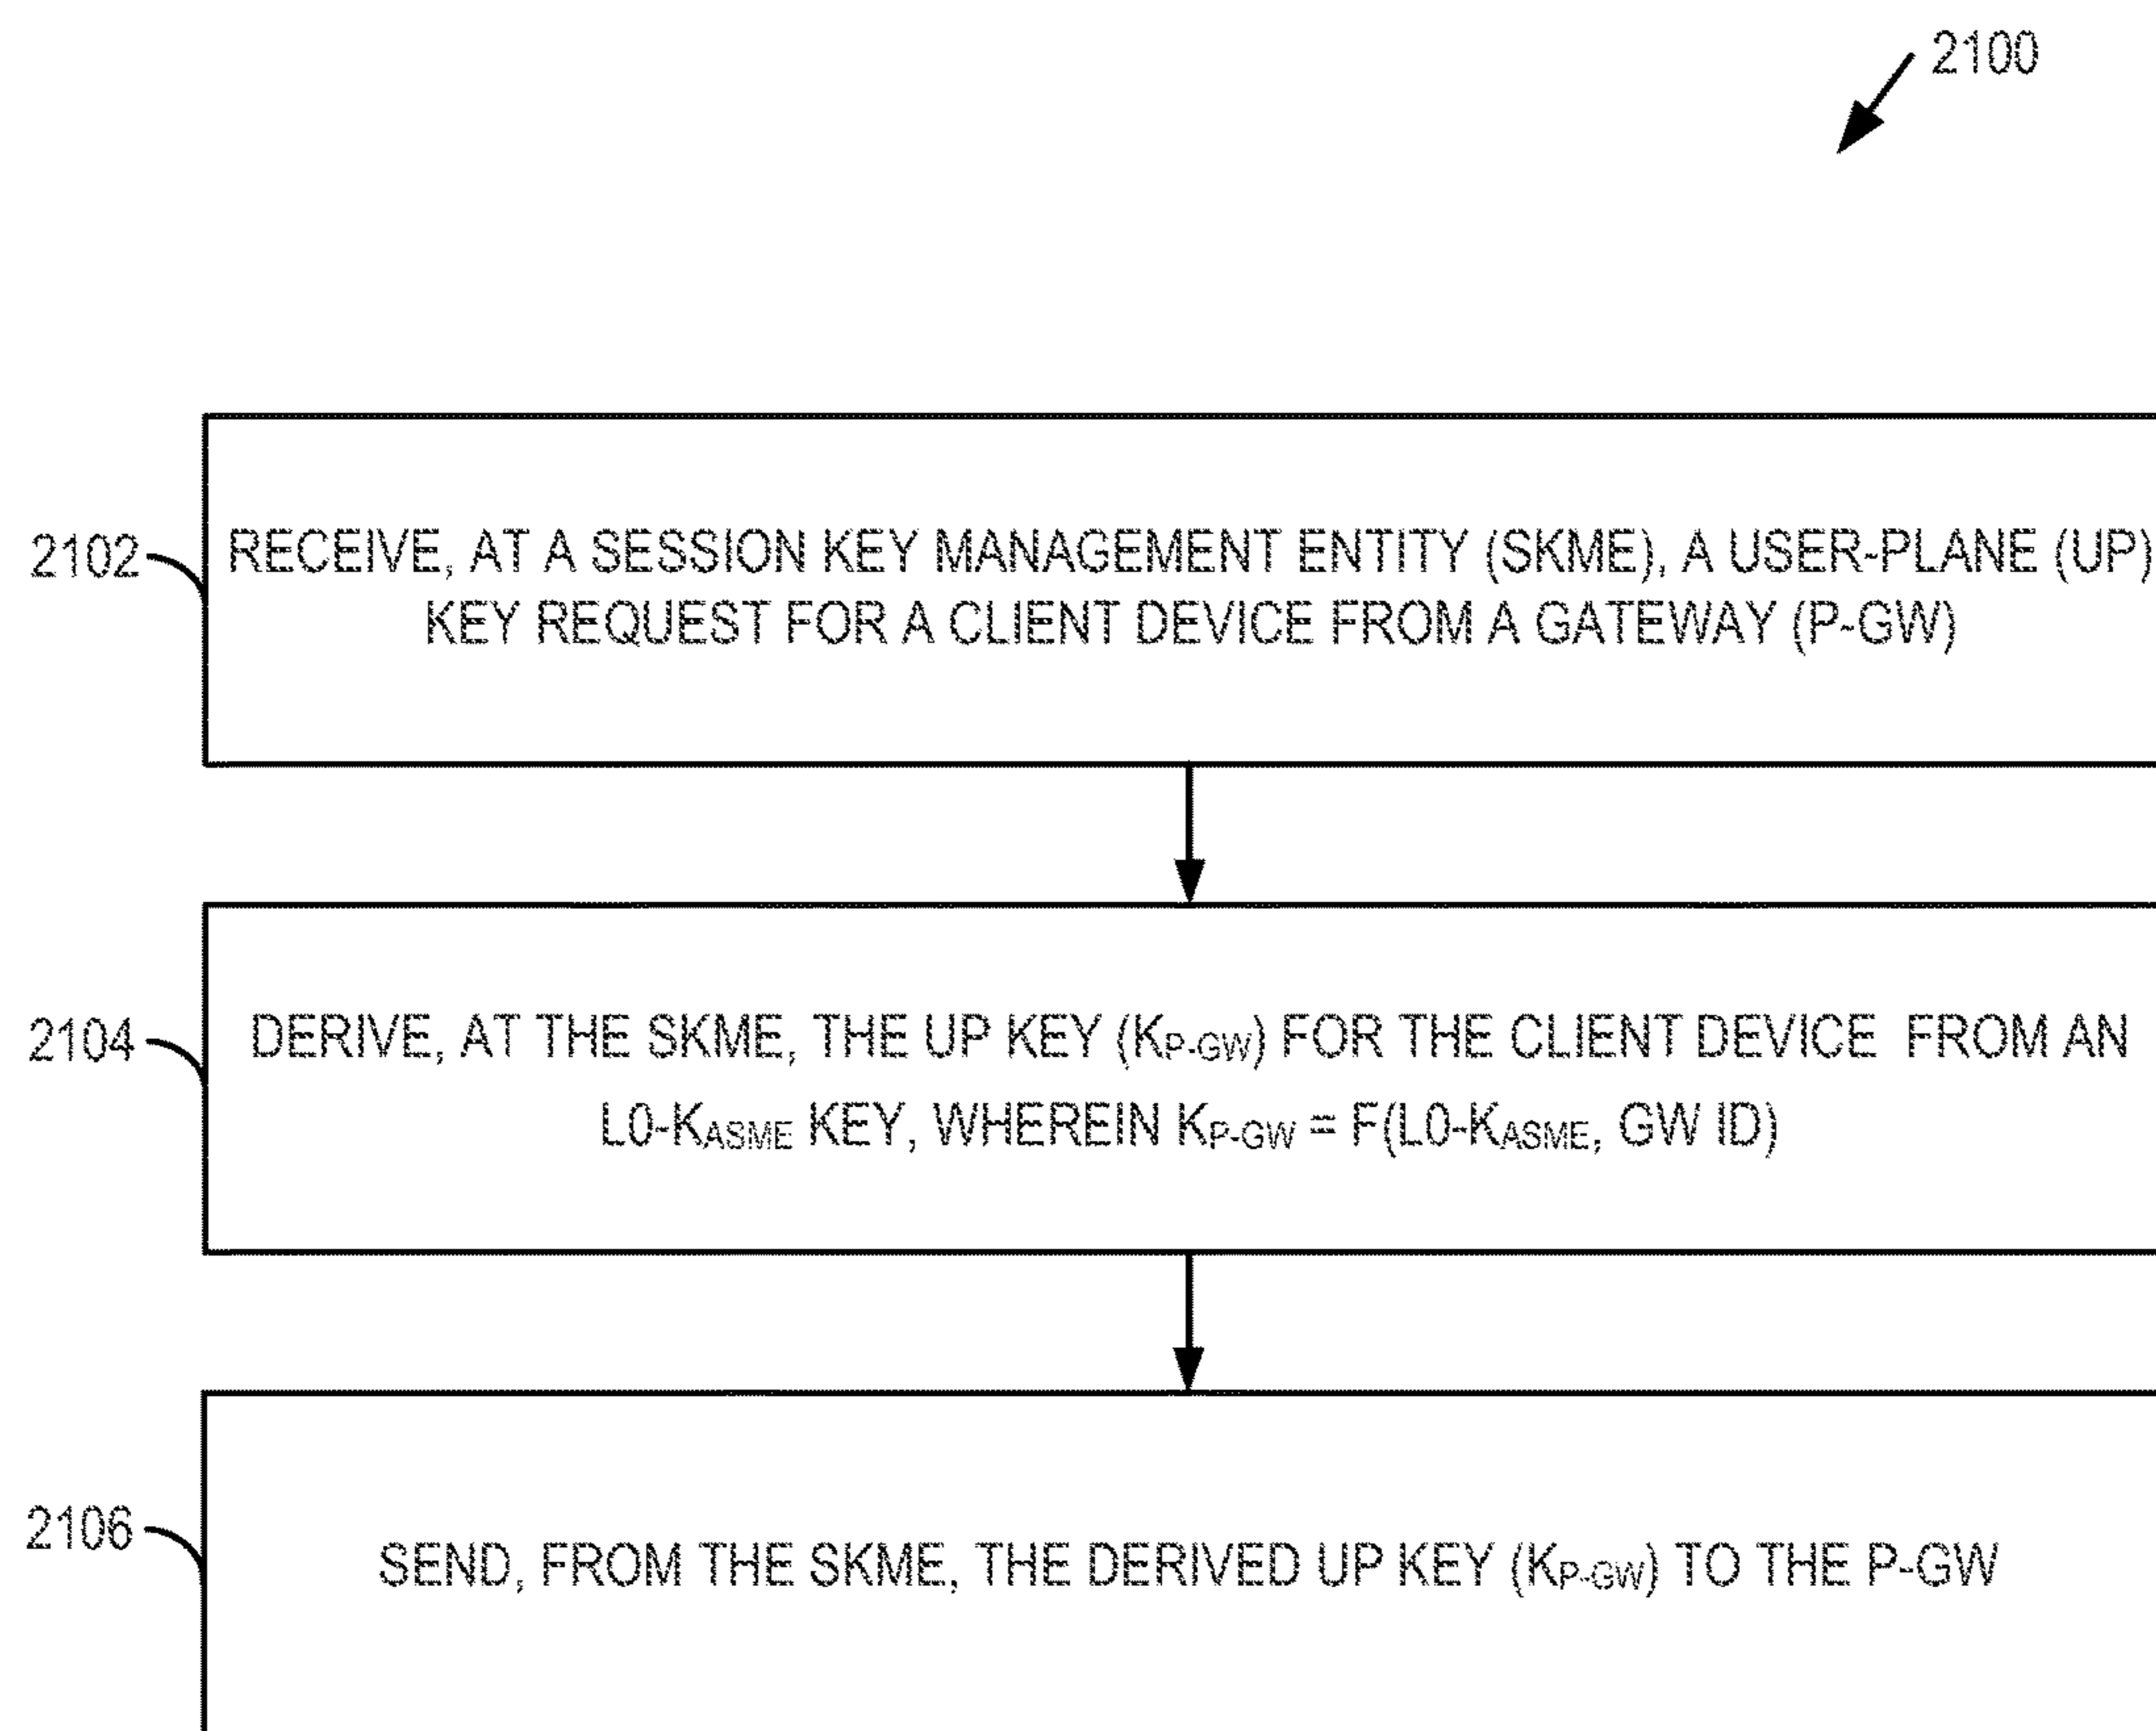 2100
2102
RECEIVE, AT A SESSION KEY MANAGEMENT ENTITY (SKME), A USER-PLANE (UP)
KEY REQUEST FOR A CLIENT DEVICE FROM A GATEWAY (P-GW)
2104
DERIVE, AT THE SKME, THE UP KEY (KP-GW) FOR THE CLIENT DEVICE FROM AN
L0-KASME KEY, WHEREIN KP-GW = F(L0-KASME, GW ID)
2106
SEND, FROM THE SKME, THE DERIVED UP KEY (KP-GW) TO THE P-GW